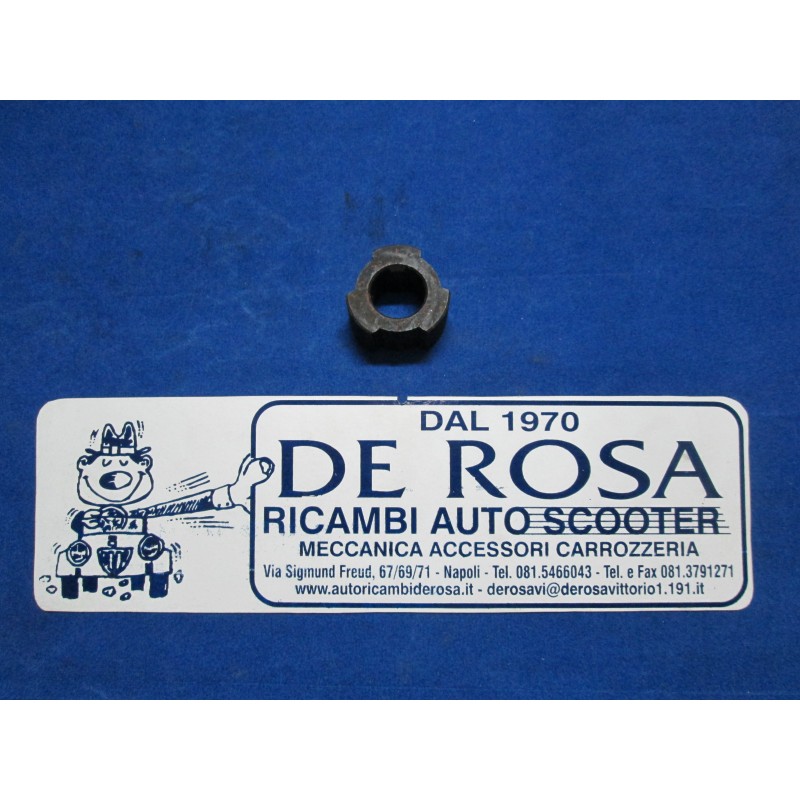 DAL 1970
DE ROSA
RICAMBI AUTO SCOOTER
MECCANICA ACCESSORI CARROZZERIA
Via Sigmund Freud, 67/69/71 - Napoli - Tel. 081.5466043 - Tel. e Fax 081.3791271
www.autoricambiderosa.it - derosavi@derosavittorio1.191.it